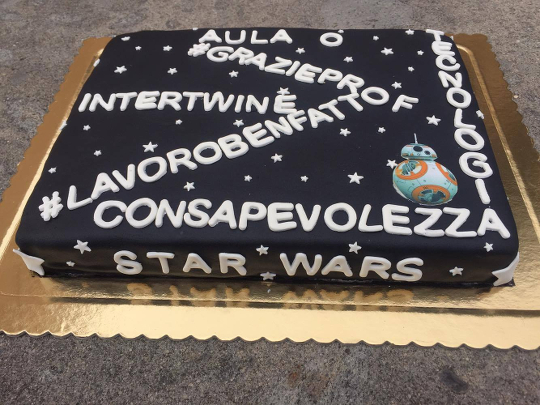 AULA O
#GRAZIEPROF
TECNOLOGIA
INTERTWINE
È
#LAVOROBENFATTO
CONSAPEVOLEZZA
STAR WARS